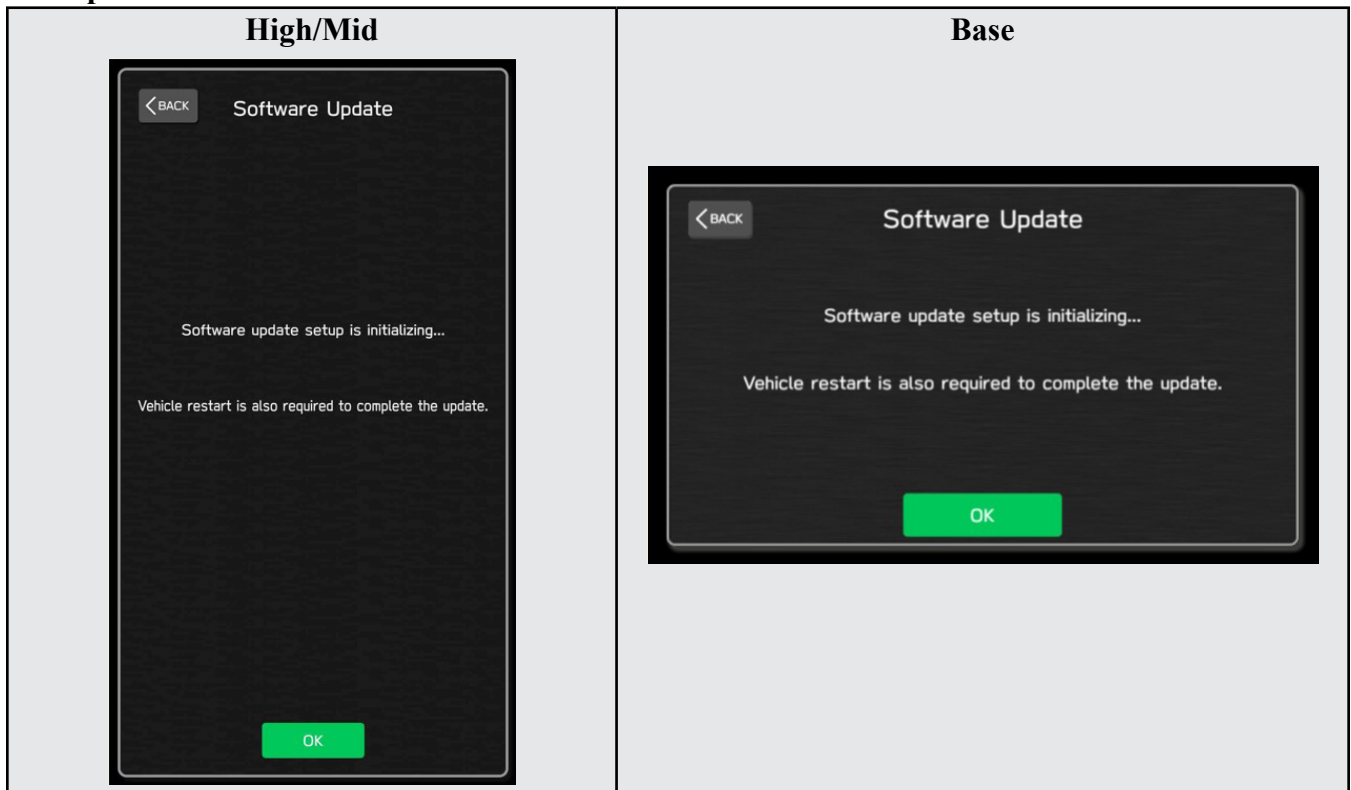 High/Mid
BACK
Software Update
Software update setup is initializing...
Vehicle restart is also required to complete the update.
OK
Base
BACK
Software Update
Software update setup is initializing...
Vehicle restart is also required to complete the update.
OK